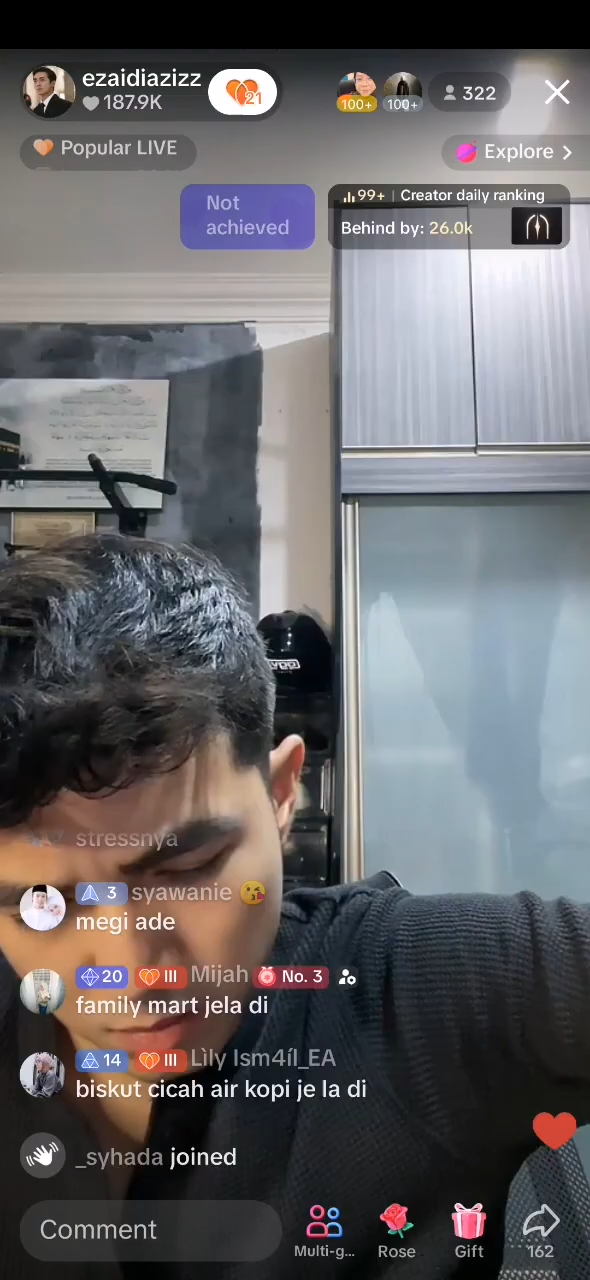 ezaidiazizz
187.9K
21
100+
100+
322
Popular LIVE
Explore
Not achieved
99+ | Creator daily ranking
Behind by: 26.0k
stressnya
3 syawanie 😘
megi ade
20 III Mijah No. 3
family mart jela di
14 III Lìly Ism4íl_EA
biskut cicah air kopi je la di
_syhada joined
Comment
Multi-g...
Rose
Gift
162